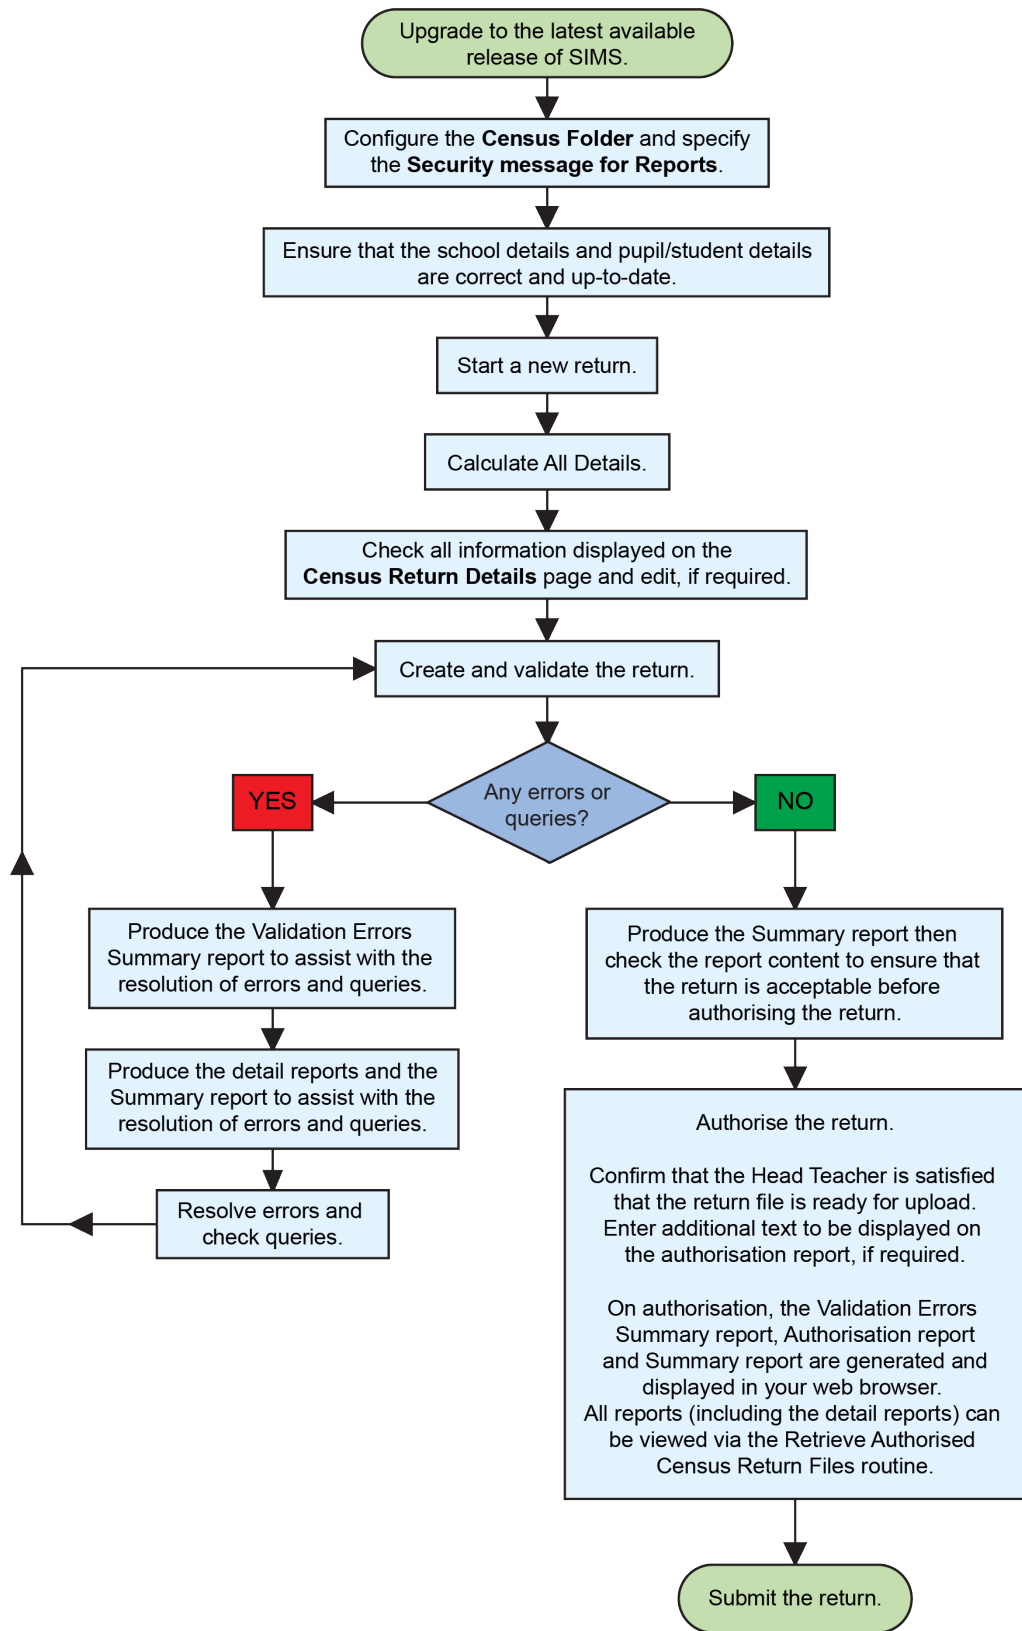 Upgrade to the latest available
release of SIMS.
Configure the Census Folder and specify
the Security message for Reports.
Ensure that the school details and pupil/student details
are correct and up-to-date.
Start a new return.
Calculate All Details.
Check all information displayed on the
Census Return Details page and edit, if required.
Create and validate the return.
Any errors or
queries?
YES
NO
Produce the Validation Errors
Summary report to assist with the
resolution of errors and queries.
Produce the detail reports and the
Summary report to assist with the
resolution of errors and queries.
Resolve errors and
check queries.
Produce the Summary report then
check the report content to ensure that
the return is acceptable before
authorising the return.
Authorise the return.
Confirm that the Head Teacher is satisfied
that the return file is ready for upload.
Enter additional text to be displayed on
the authorisation report, if required.
On authorisation, the Validation Errors
Summary report, Authorisation report
and Summary report are generated and
displayed in your web browser.
All reports (including the detail reports) can
be viewed via the Retrieve Authorised
Census Return Files routine.
Submit the return.